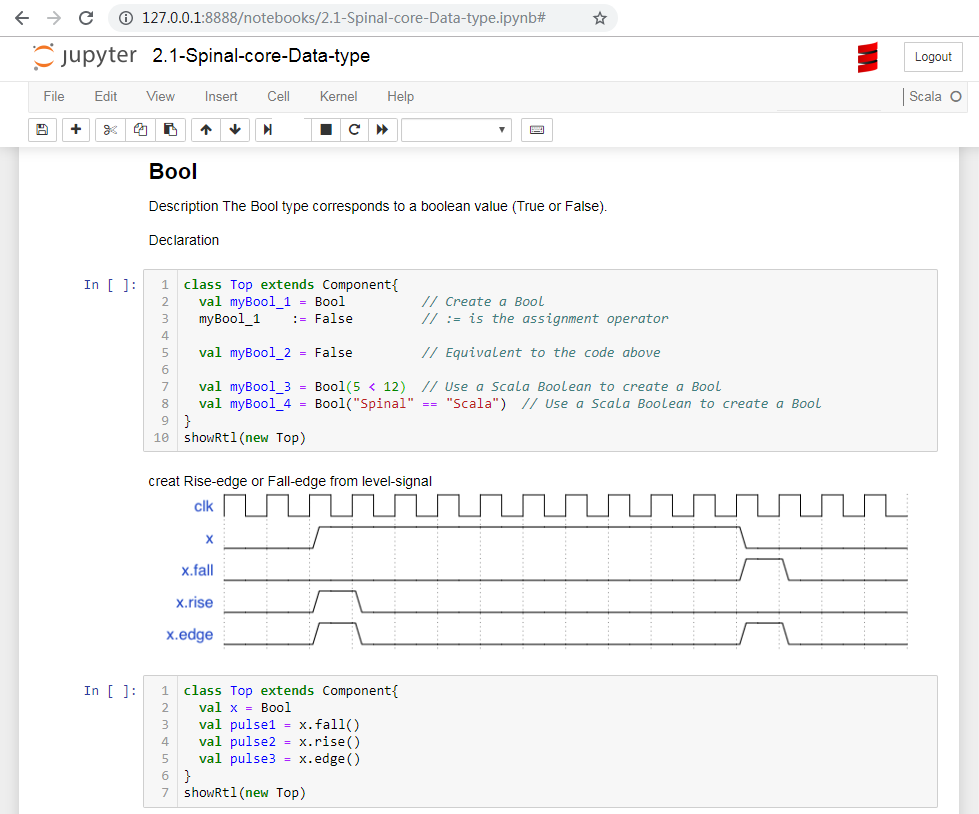 127.0.0.1:8888/notebooks/2.1-Spinal-core-Data-type.ipynb#
jupyter 2.1-Spinal-core-Data-type Logout
File Edit View Insert Cell Kernel Help Scala
Bool
Description The Bool type corresponds to a boolean value (True or False).
Declaration
In [ ]:
1 class Top extends Component{
2 val myBool_1 = Bool // Create a Bool
3 myBool_1 := False // := is the assignment operator
4
5 val myBool_2 = False // Equivalent to the code above
6
7 val myBool_3 = Bool(5 < 12) // Use a Scala Boolean to create a Bool
8 val myBool_4 = Bool("Spinal" == "Scala") // Use a Scala Boolean to create a Bool
9 }
10 showRtl(new Top)
creat Rise-edge or Fall-edge from level-signal
clk
x
x.fall
x.rise
x.edge
In [ ]:
1 class Top extends Component{
2 val x = Bool
3 val pulse1 = x.fall()
4 val pulse2 = x.rise()
5 val pulse3 = x.edge()
6 }
7 showRtl(new Top)